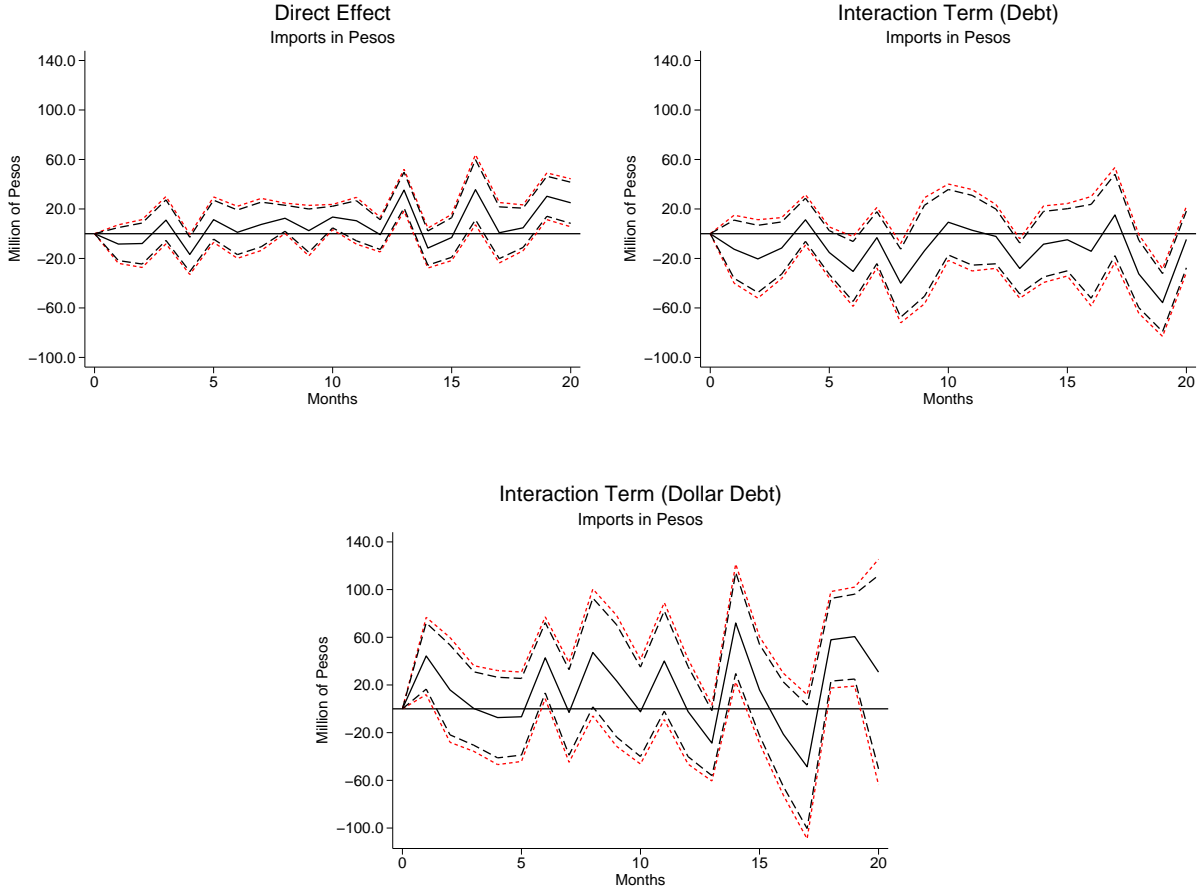 Direct Effect
Imports in Pesos
140.0
100.0
60.0
20.0
−20.0
−60.0
−100.0
Million of Pesos
0 5 10 15 20
Months
Interaction Term (Debt)
Imports in Pesos
140.0
100.0
60.0
20.0
−20.0
−60.0
−100.0
Million of Pesos
0 5 10 15 20
Months
Interaction Term (Dollar Debt)
Imports in Pesos
140.0
100.0
60.0
20.0
−20.0
−60.0
−100.0
Million of Pesos
0 5 10 15 20
Months